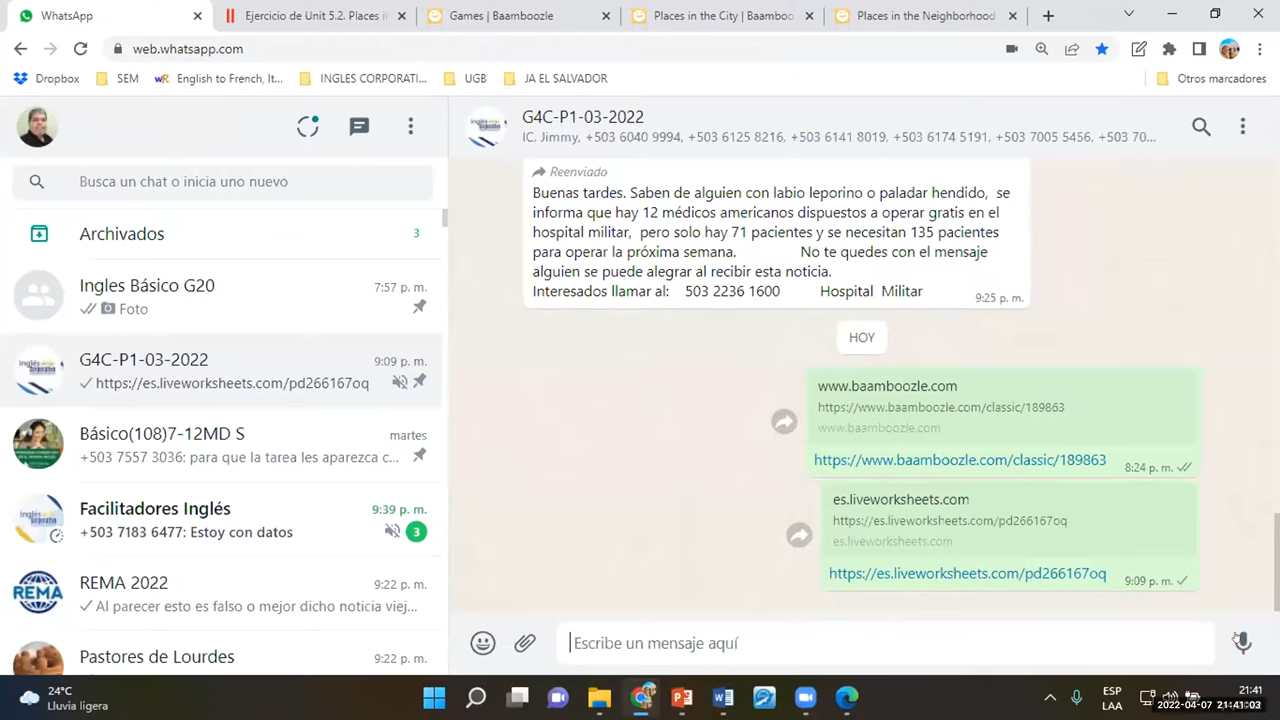 WhatsApp
Ejercicio de Unit 5.2. Places i
Games | Baamboozle
Places in the City | Baamboo
Places in the Neighborhood
web.whatsapp.com
Dropbox
SEM
English to French, It...
INGLES CORPORATI...
UGB
JA EL SALVADOR
Otros marcadores
G4C-P1-03-2022
IC, Jimmy, +503 6040 9994, +503 6125 8216, +503 6141 8019, +503 6174 5191, +503 7005 5456, +503 70...
Busca un chat o inicia uno nuevo
Archivados
3
Ingles Básico G20
7:57 p. m.
Foto
G4C-P1-03-2022
9:09 p. m.
https://es.liveworksheets.com/pd266167oq
Básico(108)7-12MD S
martes
+503 7557 3036: para que la tarea les aparezca c...
Facilitadores Inglés
9:39 p. m.
+503 7183 6477: Estoy con datos
3
REMA 2022
9:22 p. m.
Al parecer esto es falso o mejor dicho noticia viej...
Pastores de Lourdes
9:22 p. m.
Reenviado
Buenas tardes. Saben de alguien con labio leporino o paladar hendido, se
informa que hay 12 médicos americanos dispuestos a operar gratis en el
hospital militar, pero solo hay 71 pacientes y se necesitan 135 pacientes
para operar la próxima semana. No te quedes con el mensaje
alguien se puede alegrar al recibir esta noticia.
Interesados llamar al: 503 2236 1600 Hospital Militar
9:25 p. m.
HOY
www.baamboozle.com
https://www.baamboozle.com/classic/189863
www.baamboozle.com
https://www.baamboozle.com/classic/189863
8:24 p. m.
es.liveworksheets.com
https://es.liveworksheets.com/pd266167oq
es.liveworksheets.com
https://es.liveworksheets.com/pd266167oq
9:09 p. m.
Escribe un mensaje aquí
24°C
Lluvia ligera
ESP
LAA
21:41
2022-04-07 21:41:03